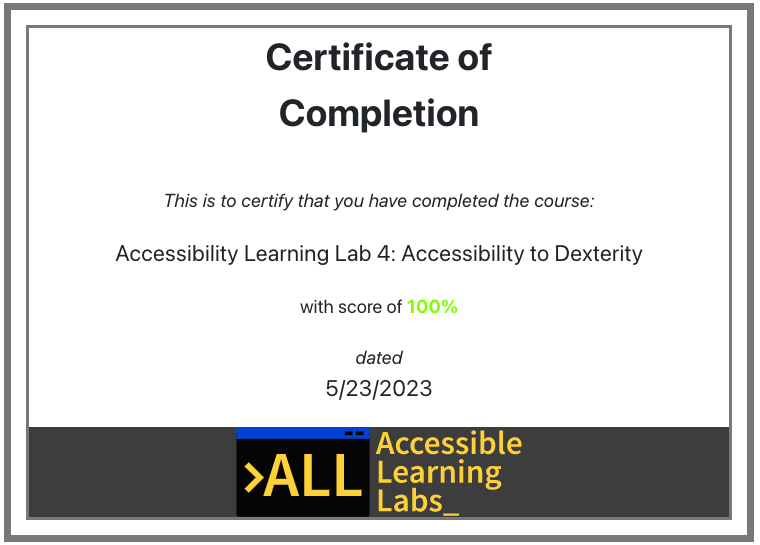 Certificate of
Completion
This is to certify that you have completed the course:
Accessibility Learning Lab 4: Accessibility to Dexterity
with score of 100%
dated
5/23/2023
>ALL
Accessible
Learning
Labs_